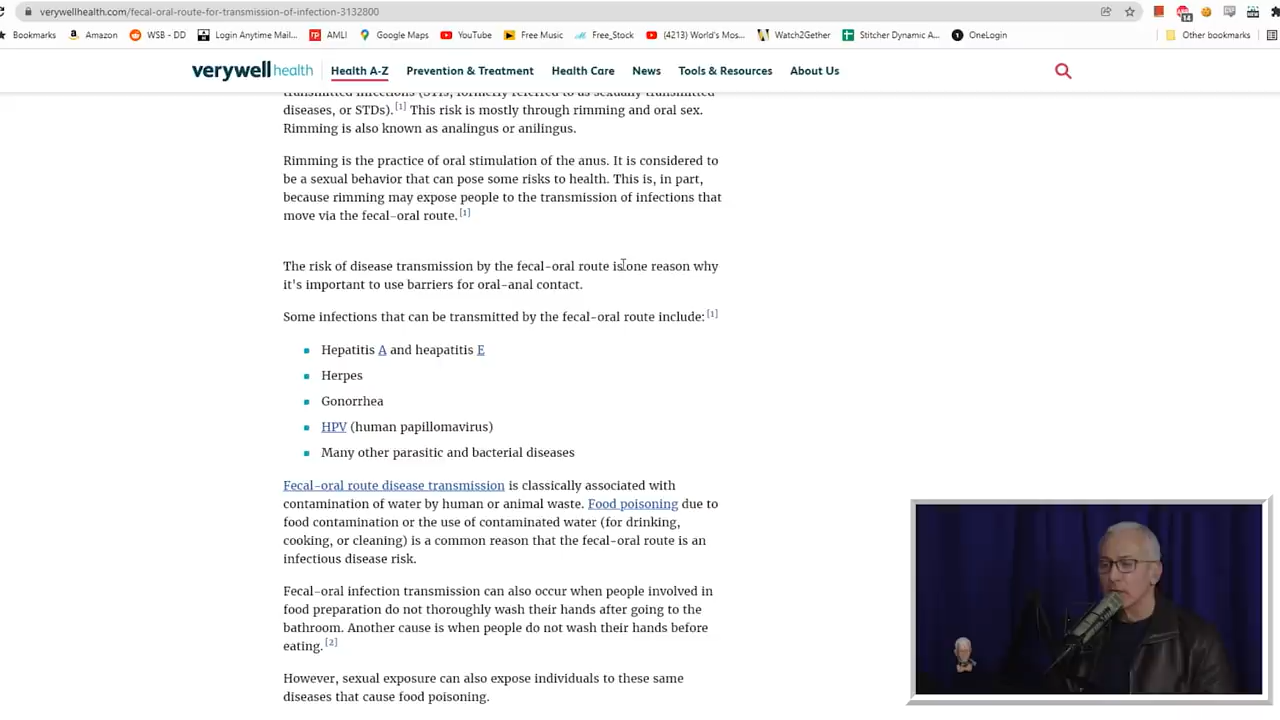 verywellhealth.com/fecal-oral-route-for-transmission-of-infection-3132800
14
Bookmarks Amazon WSB - DD Login Anytime Mail... AMLI Google Maps YouTube Free Music Free_Stock (4213) World's Mos... Watch2Gether Stitcher Dynamic A... OneLogin Other bookmarks
verywell health Health A-Z Prevention & Treatment Health Care News Tools & Resources About Us
transmitted infections (STIs, formerly referred to as sexually transmitted
diseases, or STDs).[1] This risk is mostly through rimming and oral sex.
Rimming is also known as analingus or anilingus.
Rimming is the practice of oral stimulation of the anus. It is considered to
be a sexual behavior that can pose some risks to health. This is, in part,
because rimming may expose people to the transmission of infections that
move via the fecal-oral route.[1]
The risk of disease transmission by the fecal-oral route is one reason why
it's important to use barriers for oral-anal contact.
Some infections that can be transmitted by the fecal-oral route include:[1]
Hepatitis A and heapatitis E
Herpes
Gonorrhea
HPV (human papillomavirus)
Many other parasitic and bacterial diseases
Fecal-oral route disease transmission is classically associated with
contamination of water by human or animal waste. Food poisoning due to
food contamination or the use of contaminated water (for drinking,
cooking, or cleaning) is a common reason that the fecal-oral route is an
infectious disease risk.
Fecal-oral infection transmission can also occur when people involved in
food preparation do not thoroughly wash their hands after going to the
bathroom. Another cause is when people do not wash their hands before
eating.[2]
However, sexual exposure can also expose individuals to these same
diseases that cause food poisoning.